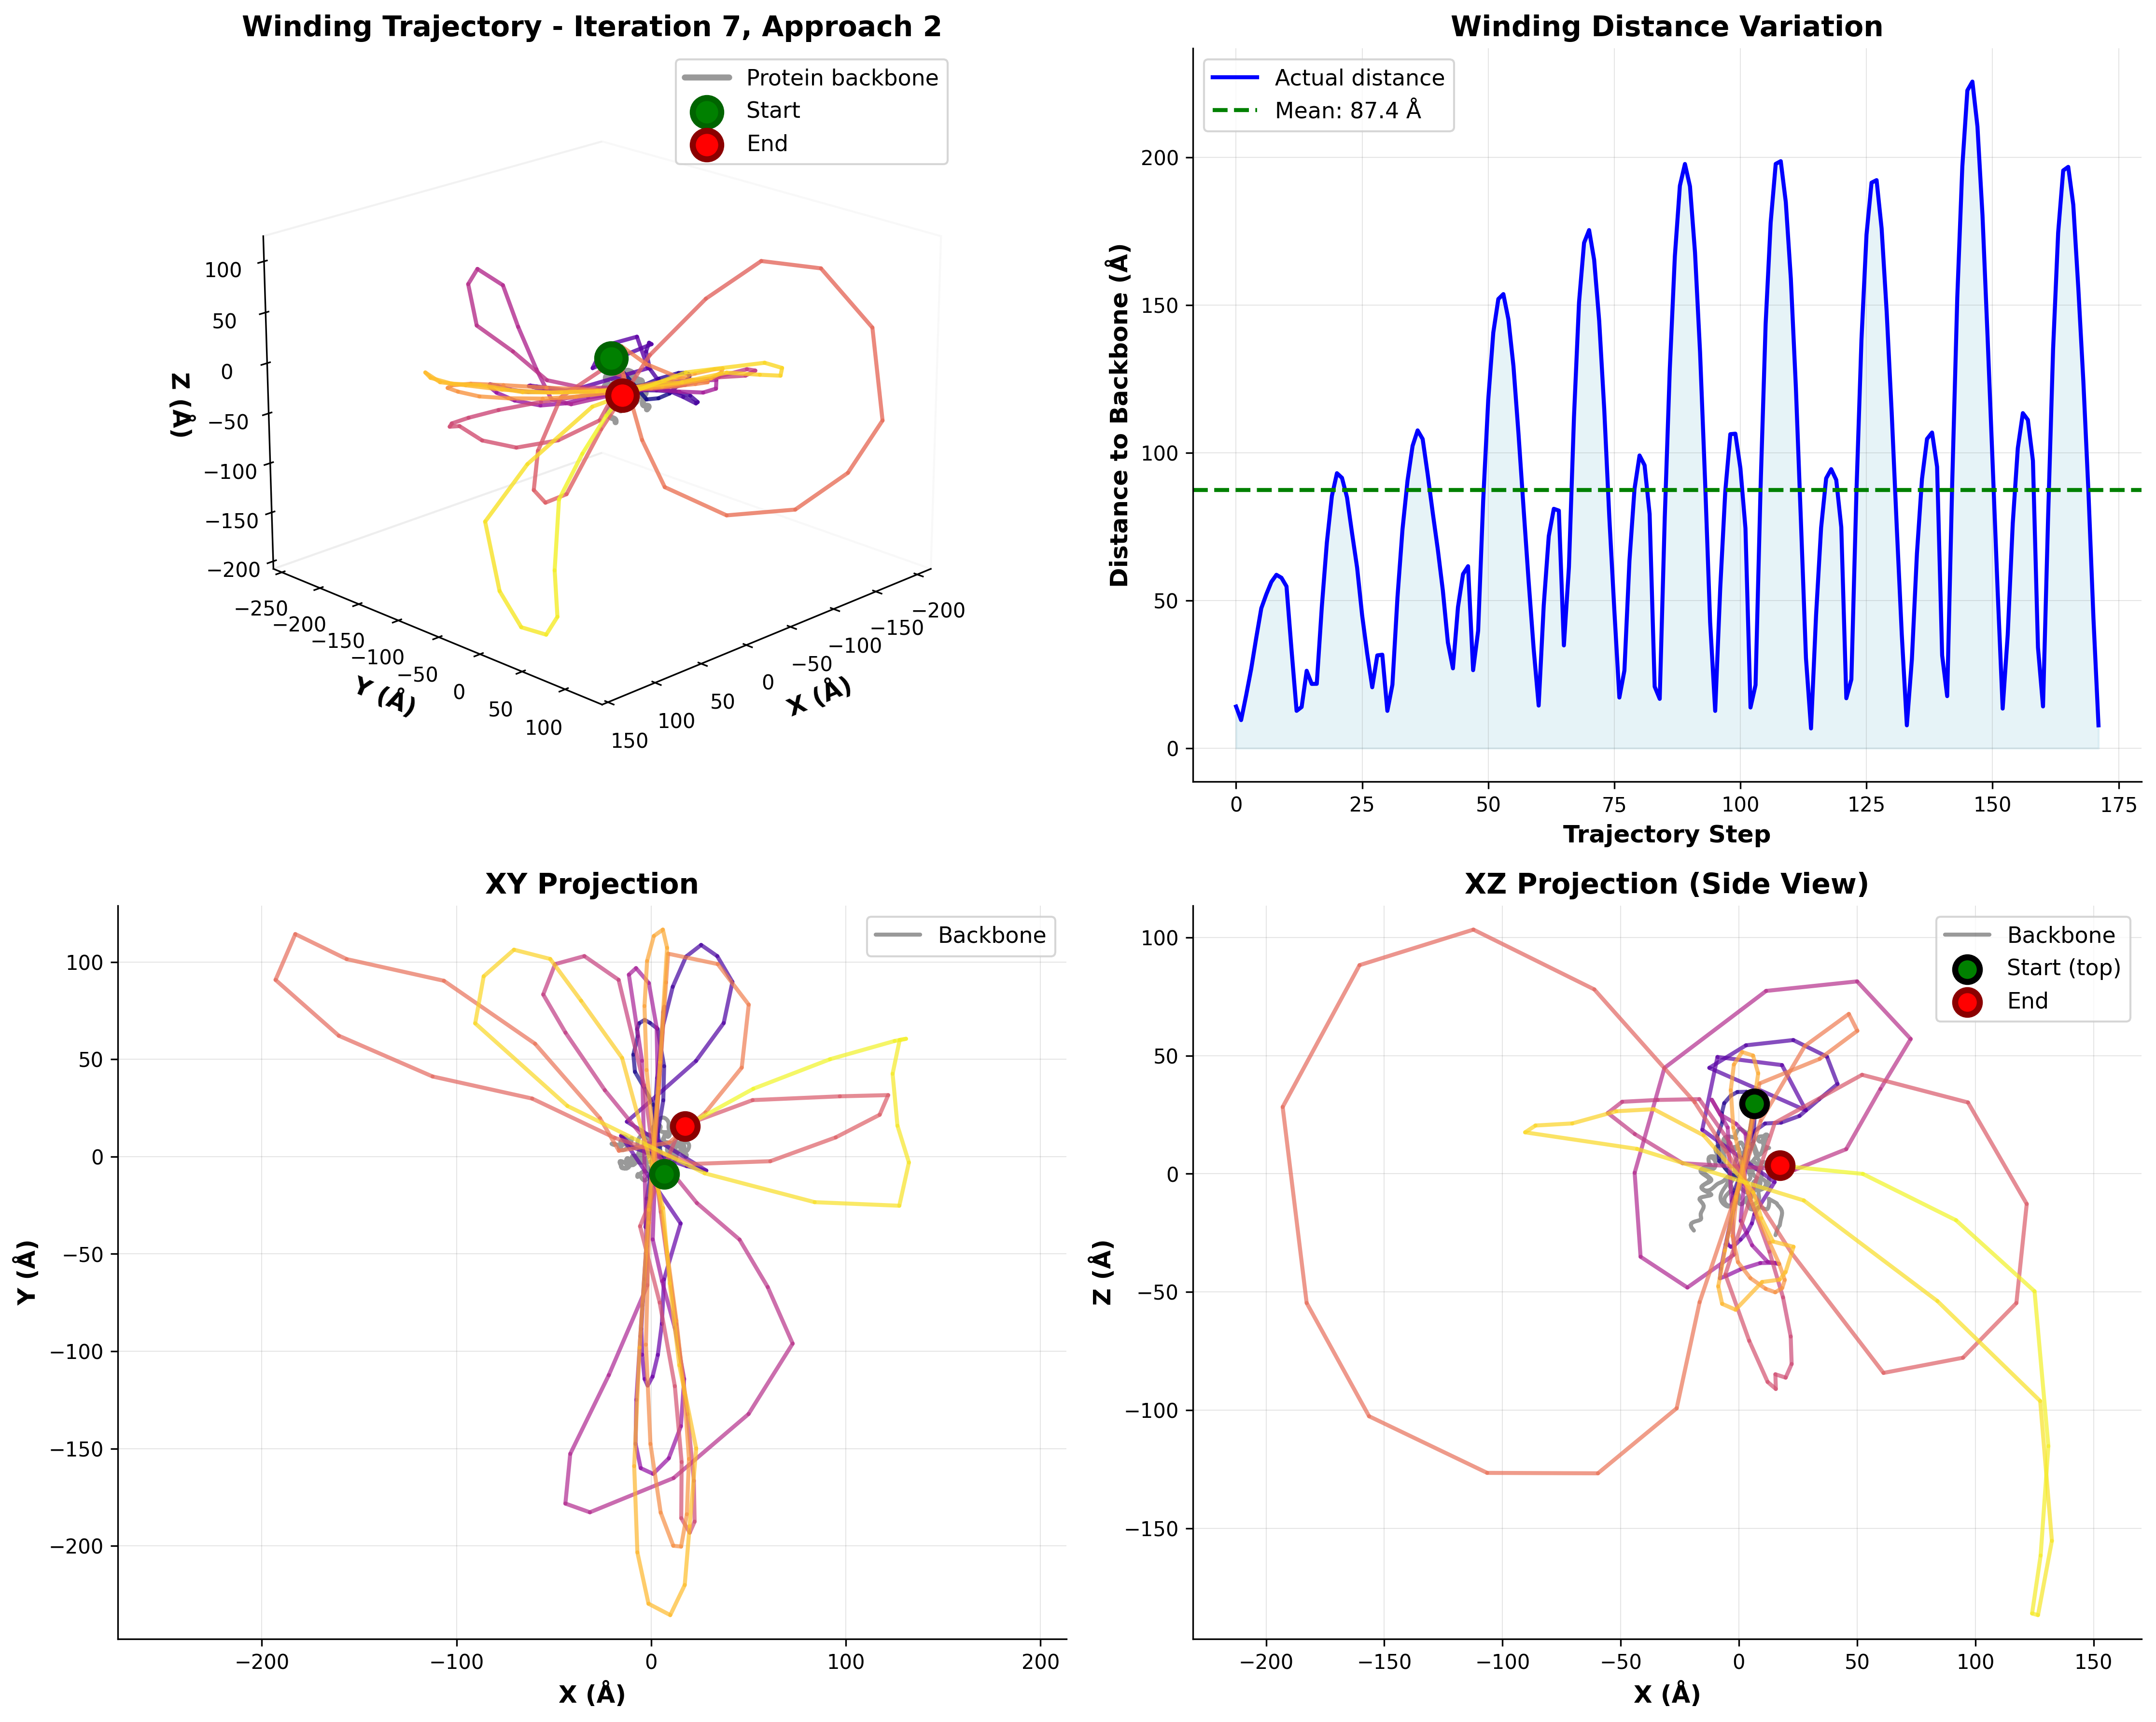 Winding Trajectory - Iteration 7, Approach 2
Protein backbone
Start
End
100
50
0
−50
−100
−150
−200
Z (Å)
−250
−200
−150
−100
−50
0
50
100
Y (Å)
150
100
50
0
−50
−100
−150
−200
X (Å)
Winding Distance Variation
Actual distance
Mean: 87.4 Å
200
150
100
50
0
Distance to Backbone (Å)
0 25 50 75 100 125 150 175
Trajectory Step
XY Projection
Backbone
100
50
0
−50
−100
−150
−200
Y (Å)
−200 −100 0 100 200
X (Å)
XZ Projection (Side View)
Backbone
Start (top)
End
100
50
0
−50
−100
−150
Z (Å)
−200 −150 −100 −50 0 50 100 150
X (Å)